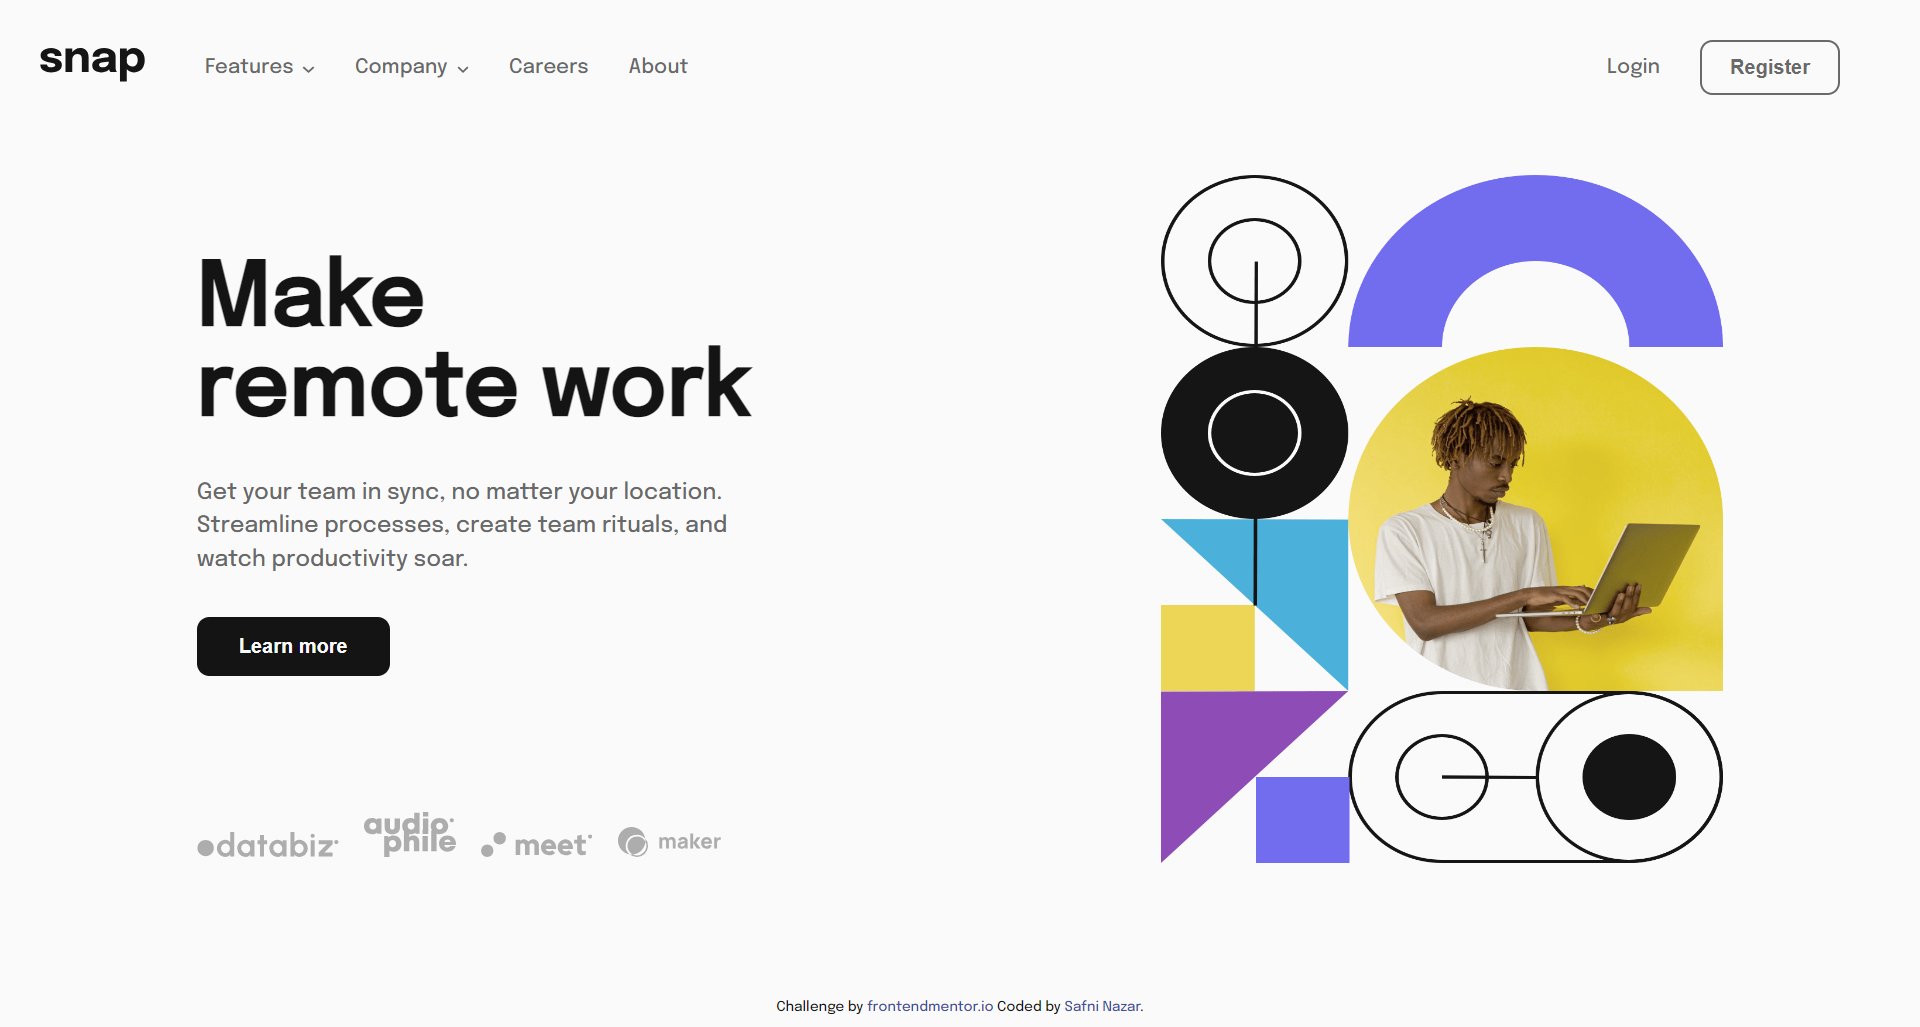 snap Features Company Careers About Login Register
Make
remote work
Get your team in sync, no matter your location.
Streamline processes, create team rituals, and
watch productivity soar.
Learn more
databiz audiophile meet maker
Challenge by frontendmentor.io Coded by Safni Nazar.